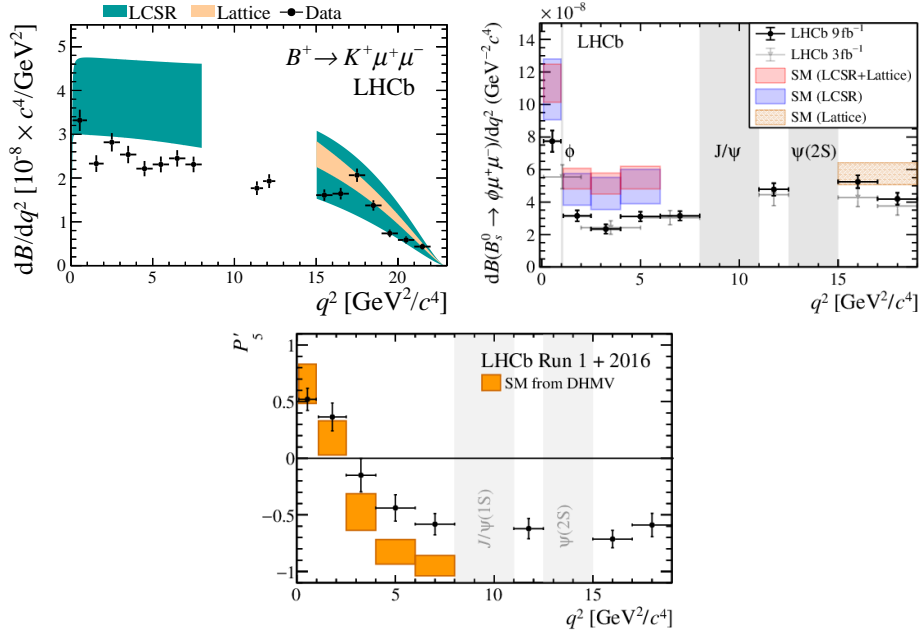 LCSR Lattice Data
dB/dq² [10⁻⁸ × c⁴/GeV²]
5
4
3
2
1
0
B⁺ → K⁺μ⁺μ⁻
LHCb
0 5 10 15 20
q² [GeV²/c⁴]
×10⁻⁸
dB(B⁰ₛ → ϕμ⁺μ⁻)/dq² (GeV⁻²c⁴)
14
12
10
8
6
4
2
0
LHCb
ϕ
J/ψ
ψ(2S)
LHCb 9fb⁻¹
LHCb 3fb⁻¹
SM (LCSR+Lattice)
SM (LCSR)
SM (Lattice)
0 5 10 15
q² [GeV²/c⁴]
P′₅
1
0.5
0
−0.5
−1
LHCb Run 1 + 2016
SM from DHMV
J/ψ(1S)
ψ(2S)
0 5 10 15
q² [GeV²/c⁴]